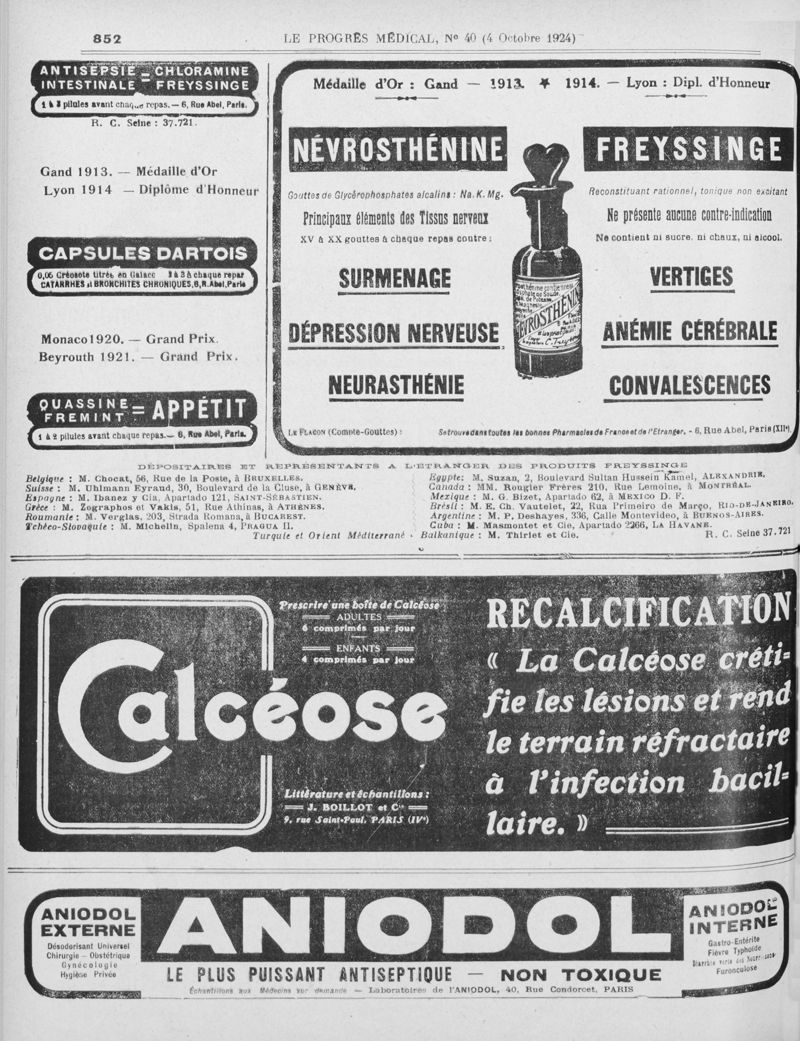 852
LE PROGRÈS MÉDICAL, No 40 (4 Octobre 1924)
ANTISEPSIE = CHLORAMINE
INTESTINALE = FREYSSINGE
1 à 3 pilules avant chaque repas. — 6, Rue Abel, Paris.
R. C. Seine : 37.721.
Gand 1913. — Médaille d'Or
Lyon 1914 — Diplôme d'Honneur
CAPSULES DARTOIS
0,05 Créosote titrée en Gaïacc 2 à 3 à chaque repar
CATARRHES et BRONCHITES CHRONIQUES, 6, R. Abel, Paris
Monaco 1920. — Grand Prix.
Beyrouth 1921. — Grand Prix.
QUASSINE
FREMINT = APPÉTIT
1 à 2 pilules avant chaque repas. — 6, Rue Abel, Paris.
Médaille d'Or : Gand — 1913. ★ 1914. — Lyon : Dipl. d'Honneur
NÉVROSTHÉNINE FREYSSINGE
Gouttes de Glycérophosphates alcalins : Na. K. Mg.
Principaux éléments des Tissus nerveux
XV à XX gouttes à chaque repas contre :
SURMENAGE
DÉPRESSION NERVEUSE
NEURASTHÉNIE
NÉVROSTHÉNINE
Reconstituant rationnel, tonique non excitant
Ne présente aucune contre-indication
Ne contient ni sucre, ni chaux, ni alcool.
VERTIGES
ANÉMIE CÉRÉBRALE
CONVALESCENCES
LE FLACON (Compte-Gouttes) : Se trouve dans toutes les bonnes Pharmacies de France et de l'Etranger. - 6, Rue Abel, Paris (XIIe).
DÉPOSITAIRES ET REPRÉSENTANTS A L'ÉTRANGER DES PRODUITS FREYSSINGE
Belgique : M. Chocat, 56, Rue de la Poste, à BRUXELLES.
Suisse : M. Uhlmann Eyraud, 30, Boulevard de la Cluse, à GENÈVE.
Espagne : M. Ibanez y Cia, Apartado 121, SAINT-SÉBASTIEN.
Grèce : M. Zographos et Vakis, 51, Rue Athinas, à ATHÈNES.
Roumanie : M. Verglas, 203, Strada Romana, à BUCAREST.
Tchéco-Slovaquie : M. Michelin, Spalena 4, PRAGUA II.
Egypte : M. Suzan, 2, Boulevard Sultan Hussein Kamel, ALEXANDRIE.
Canada : MM. Rougier Frères 210, Rue Lemoine, à MONTRÉAL.
Mexique : M. G. Bizet, Apartado 62, à MEXICO D. F.
Brésil : M. E. Ch. Vautelet, 22, Rua Primeiro de Março, RIO-DE-JANEIRO.
Argentine : M. P. Deshayes, 336, Calle Montevideo, à BUENOS-AIRES.
Cuba : M. Masmontet et Cie, Apartado 2266, LA HAVANE.
Turquie et Orient Méditerrané - Balkanique : M. Thiriet et Cie.
R. C. Seine 37.721
Calcéose
Prescrire une boîte de Calcéose
ADULTES
6 comprimés par jour
ENFANTS
4 comprimés par jour
Littérature et échantillons :
J. BOILLOT et Cie
9, rue Saint-Paul, PARIS (IVe)
RECALCIFICATION
« La Calcéose créti-
fie les lésions et rend
le terrain réfractaire
à l'infection bacil-
laire. »
ANIODOL
EXTERNE
Désodorisant Universel
Chirurgie - Obstétrique
Gynécologie
Hygiène Privée
ANIODOL
LE PLUS PUISSANT ANTISEPTIQUE — NON TOXIQUE
Échantillons aux Médecins sur demande — Laboratoires de l'ANIODOL, 40, Rue Condorcet, PARIS
ANIODOL
INTERNE
Gastro-Entérite
Fièvre Typhoïde
Furonculose